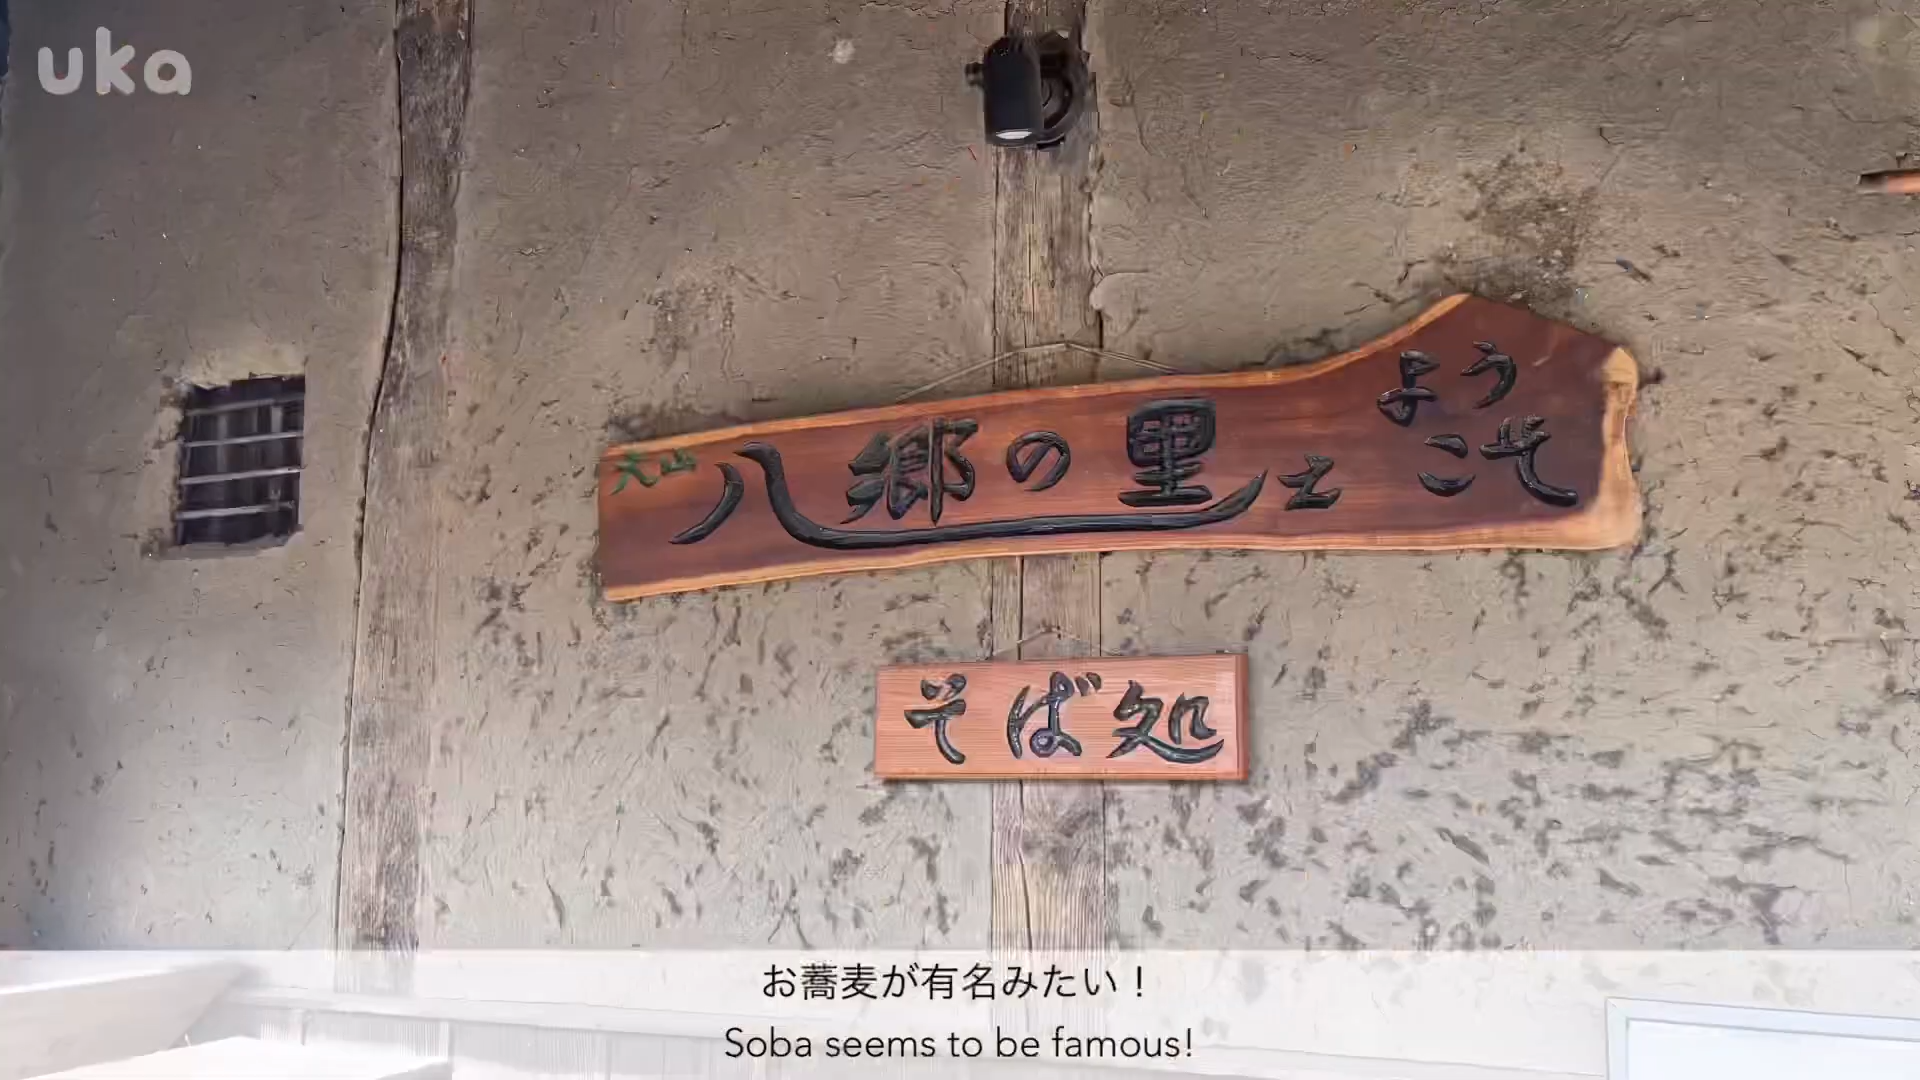 uka
大山
八郷の里え
よう
こそ
そば処
お蕎麦が有名みたい！
Soba seems to be famous!